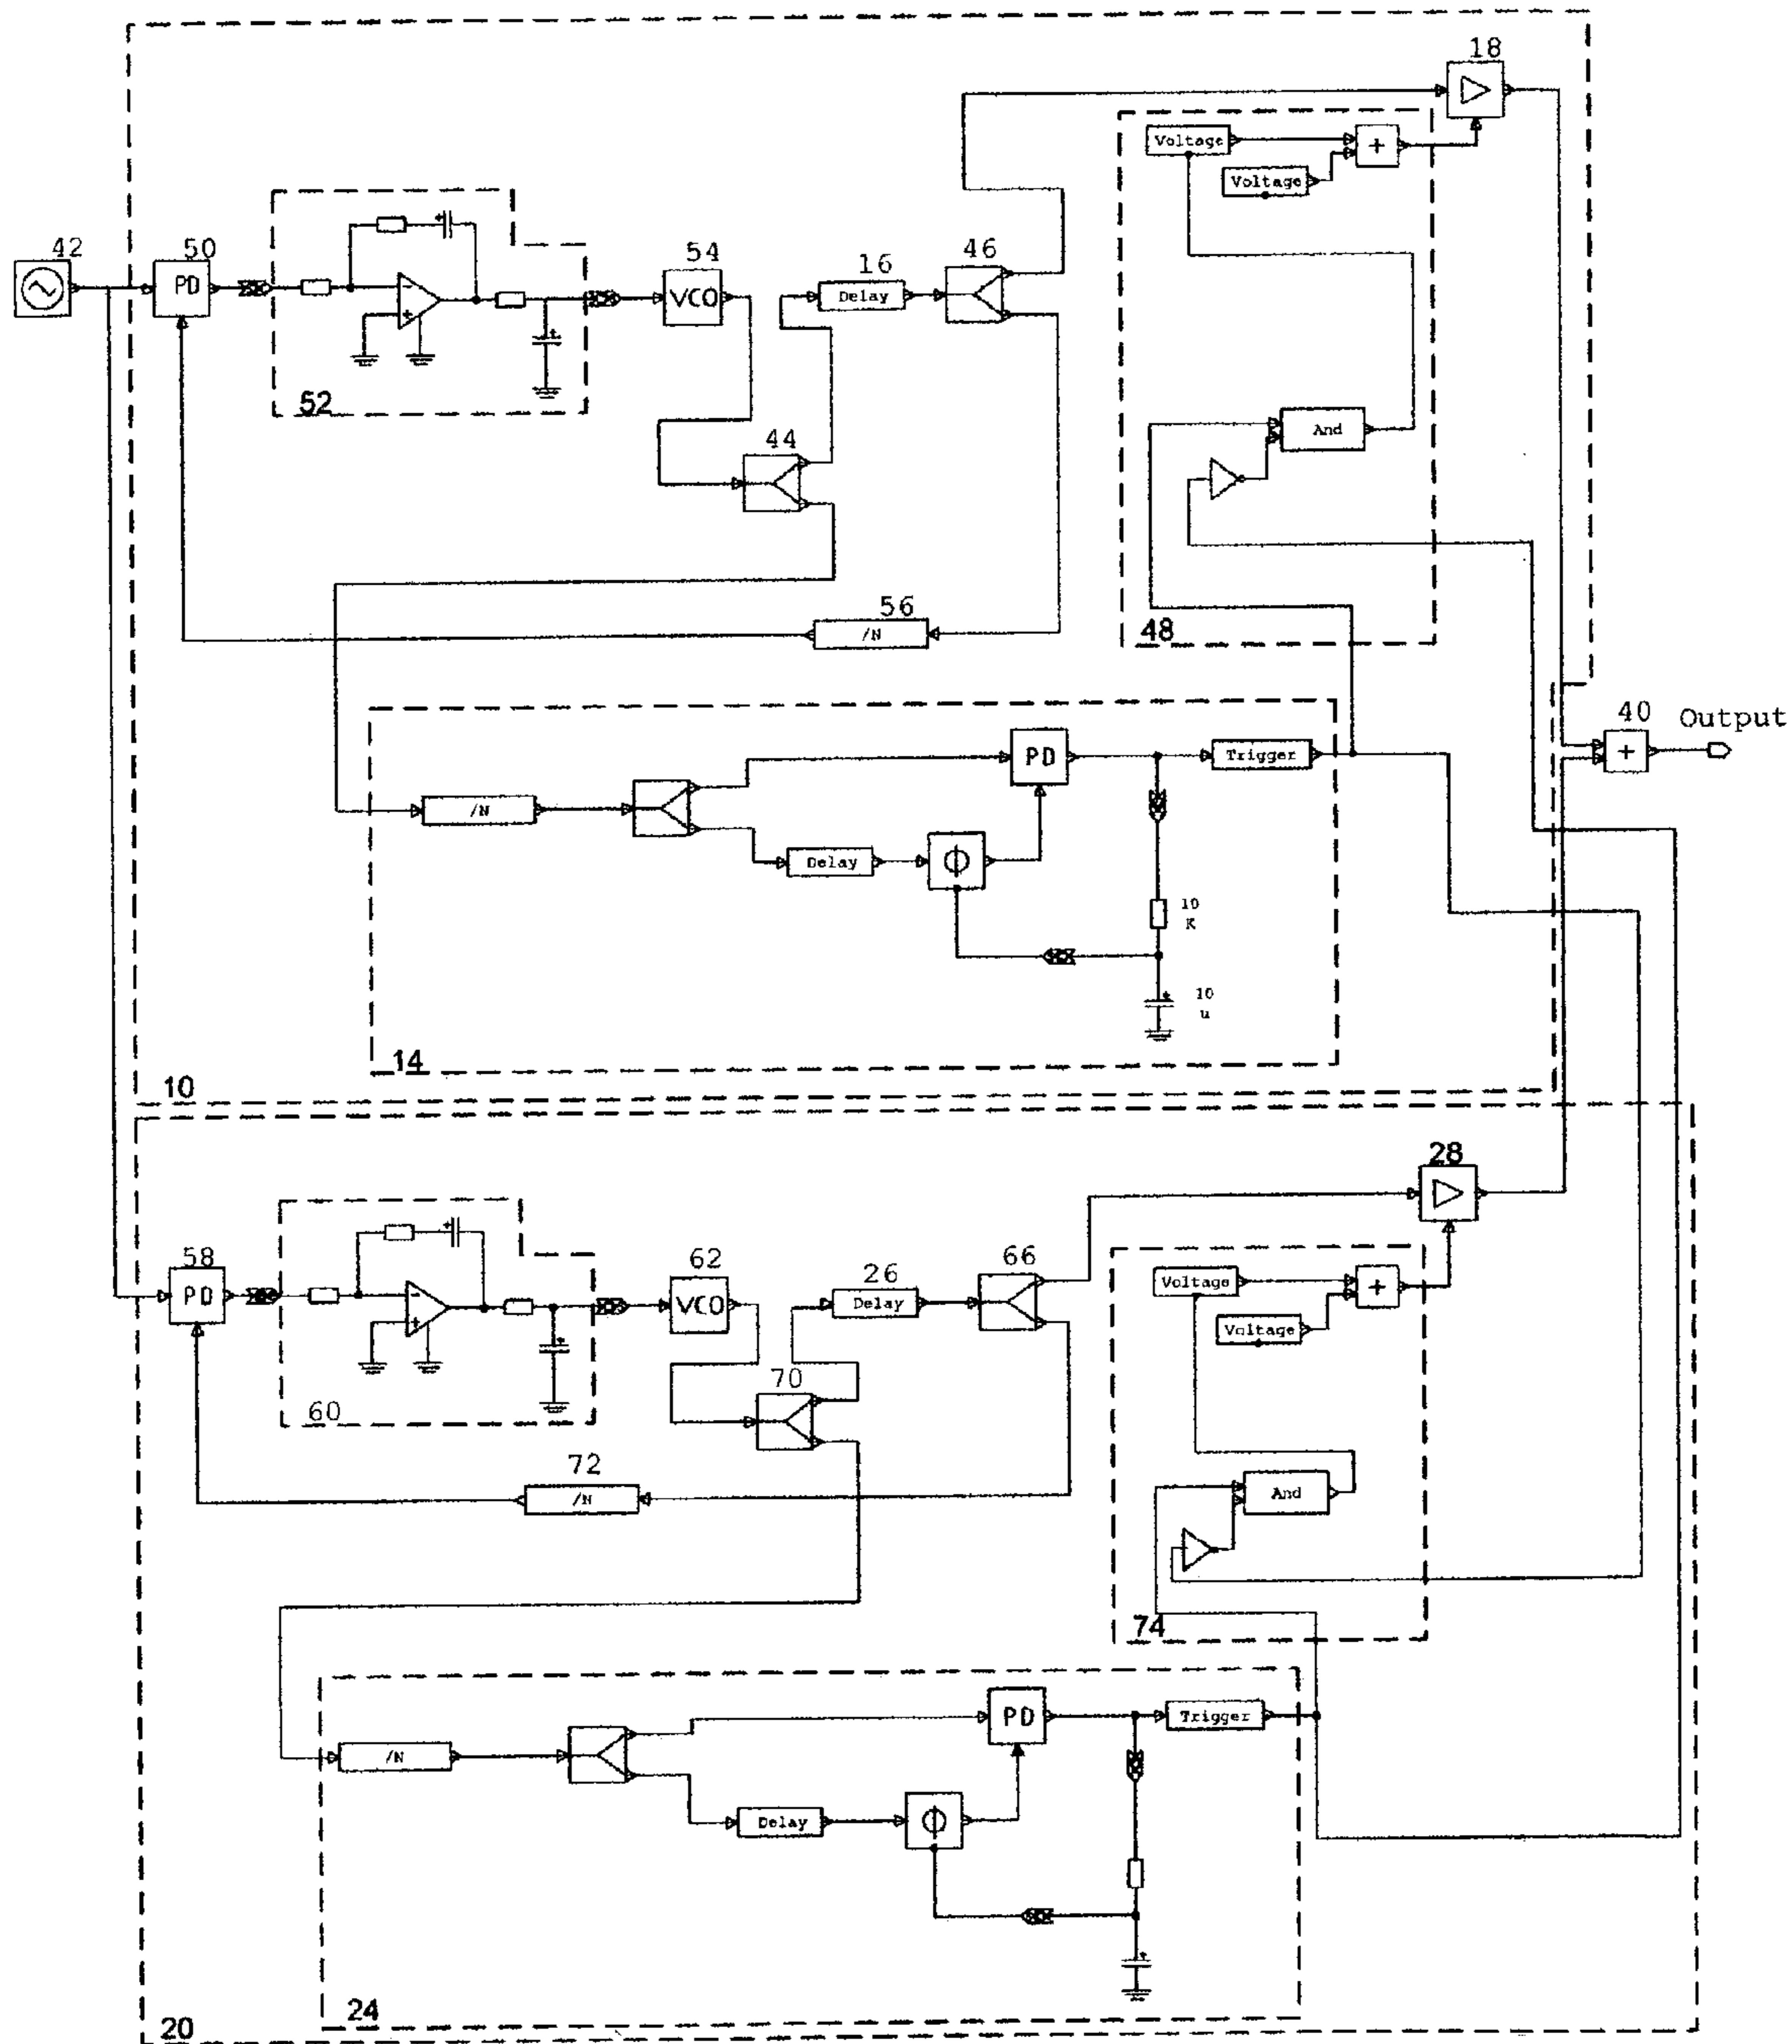 18
Voltage
+
Voltage
42
50
PD
54
VCO
16
Delay
46
52
And
44
56
/N
48
40
Output
PD
Trigger
+
/N
Delay
Φ
10
K
10
u
14
10
28
58
PD
62
VCO
26
Delay
66
Voltage
+
Voltage
70
60
72
/N
And
74
PD
Trigger
/N
Delay
Φ
24
20